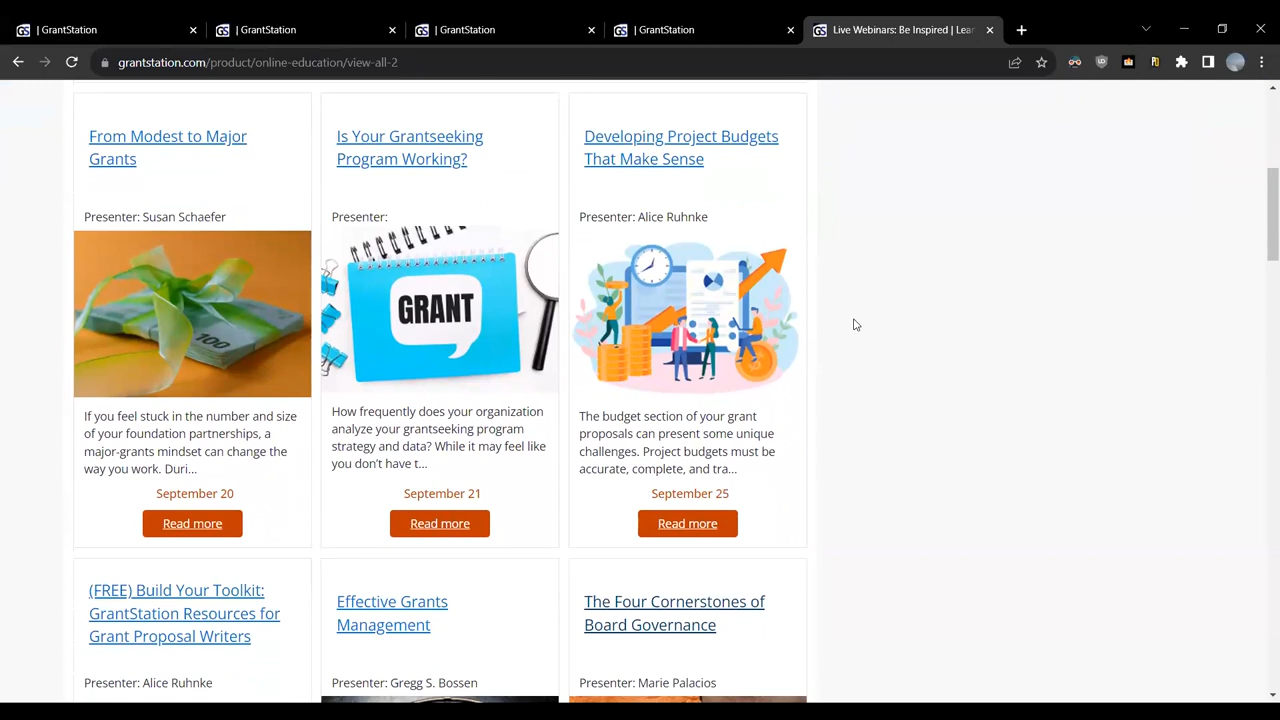 | GrantStation
| GrantStation
| GrantStation
| GrantStation
Live Webinars: Be Inspired | Lear
grantstation.com/product/online-education/view-all-2
From Modest to Major
Grants
Presenter: Susan Schaefer
100
If you feel stuck in the number and size
of your foundation partnerships, a
major-grants mindset can change the
way you work. Duri...
September 20
Read more
Is Your Grantseeking
Program Working?
Presenter:
GRANT
How frequently does your organization
analyze your grantseeking program
strategy and data? While it may feel like
you don’t have t...
September 21
Read more
Developing Project Budgets
That Make Sense
Presenter: Alice Ruhnke
The budget section of your grant
proposals can present some unique
challenges. Project budgets must be
accurate, complete, and tra...
September 25
Read more
(FREE) Build Your Toolkit:
GrantStation Resources for
Grant Proposal Writers
Presenter: Alice Ruhnke
Effective Grants
Management
Presenter: Gregg S. Bossen
The Four Cornerstones of
Board Governance
Presenter: Marie Palacios